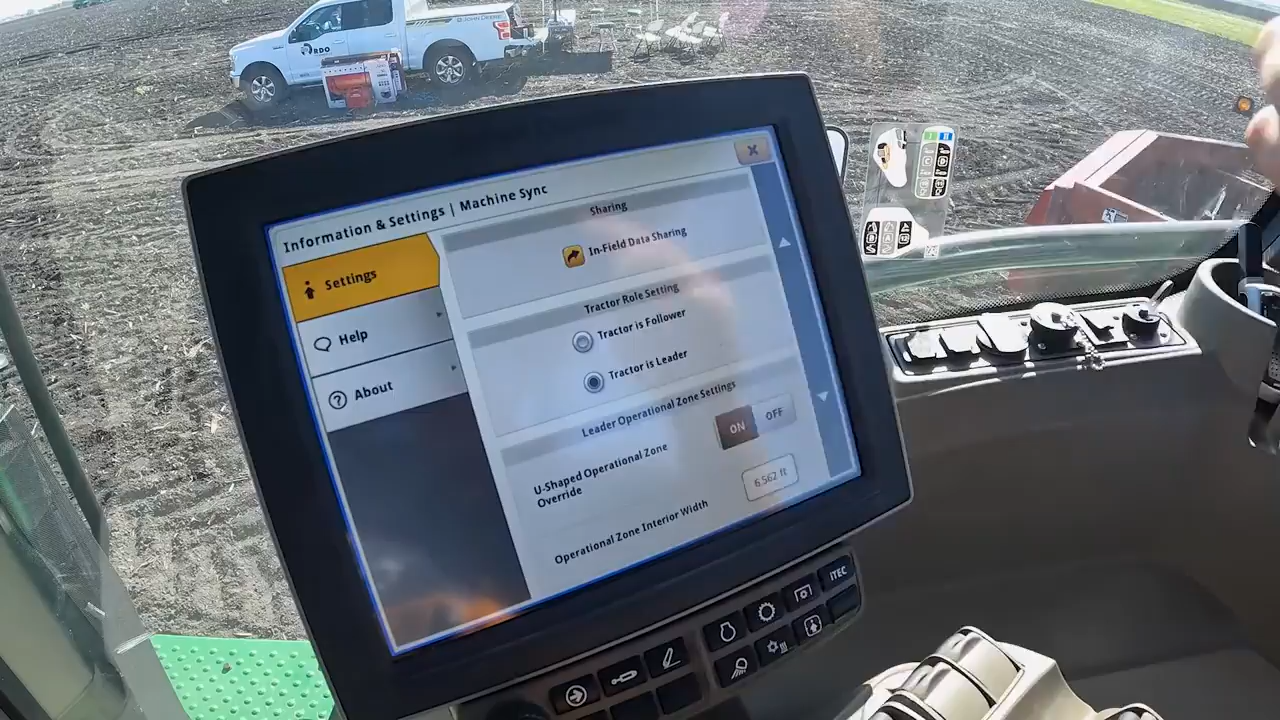 JOHN DEERE
RDO
Information & Settings | Machine Sync
Settings
Help
About
Sharing
In-Field Data Sharing
Tractor Role Setting
Tractor is Follower
Tractor is Leader
Leader Operational Zone Settings
U-Shaped Operational Zone
Override
ON
OFF
Operational Zone Interior Width
6.562 ft
iTEC